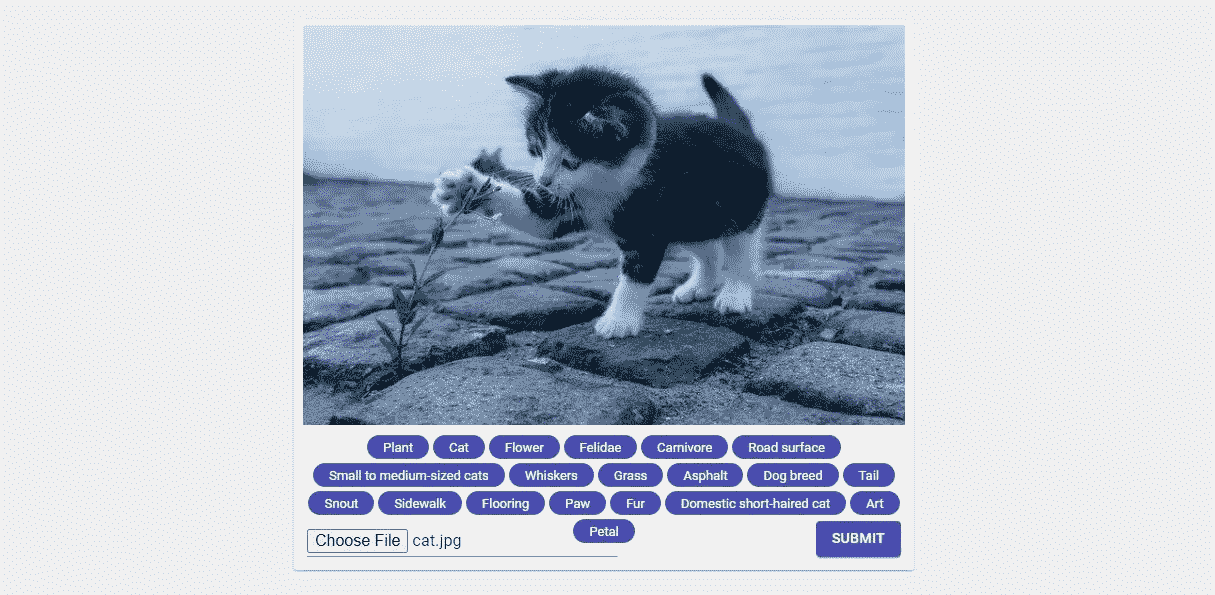 Plant Cat Flower Felidae Carnivore Road surface
Small to medium-sized cats Whiskers Grass Asphalt Dog breed Tail
Snout Sidewalk Flooring Paw Fur Domestic short-haired cat Art
Petal
Choose File cat.jpg
SUBMIT